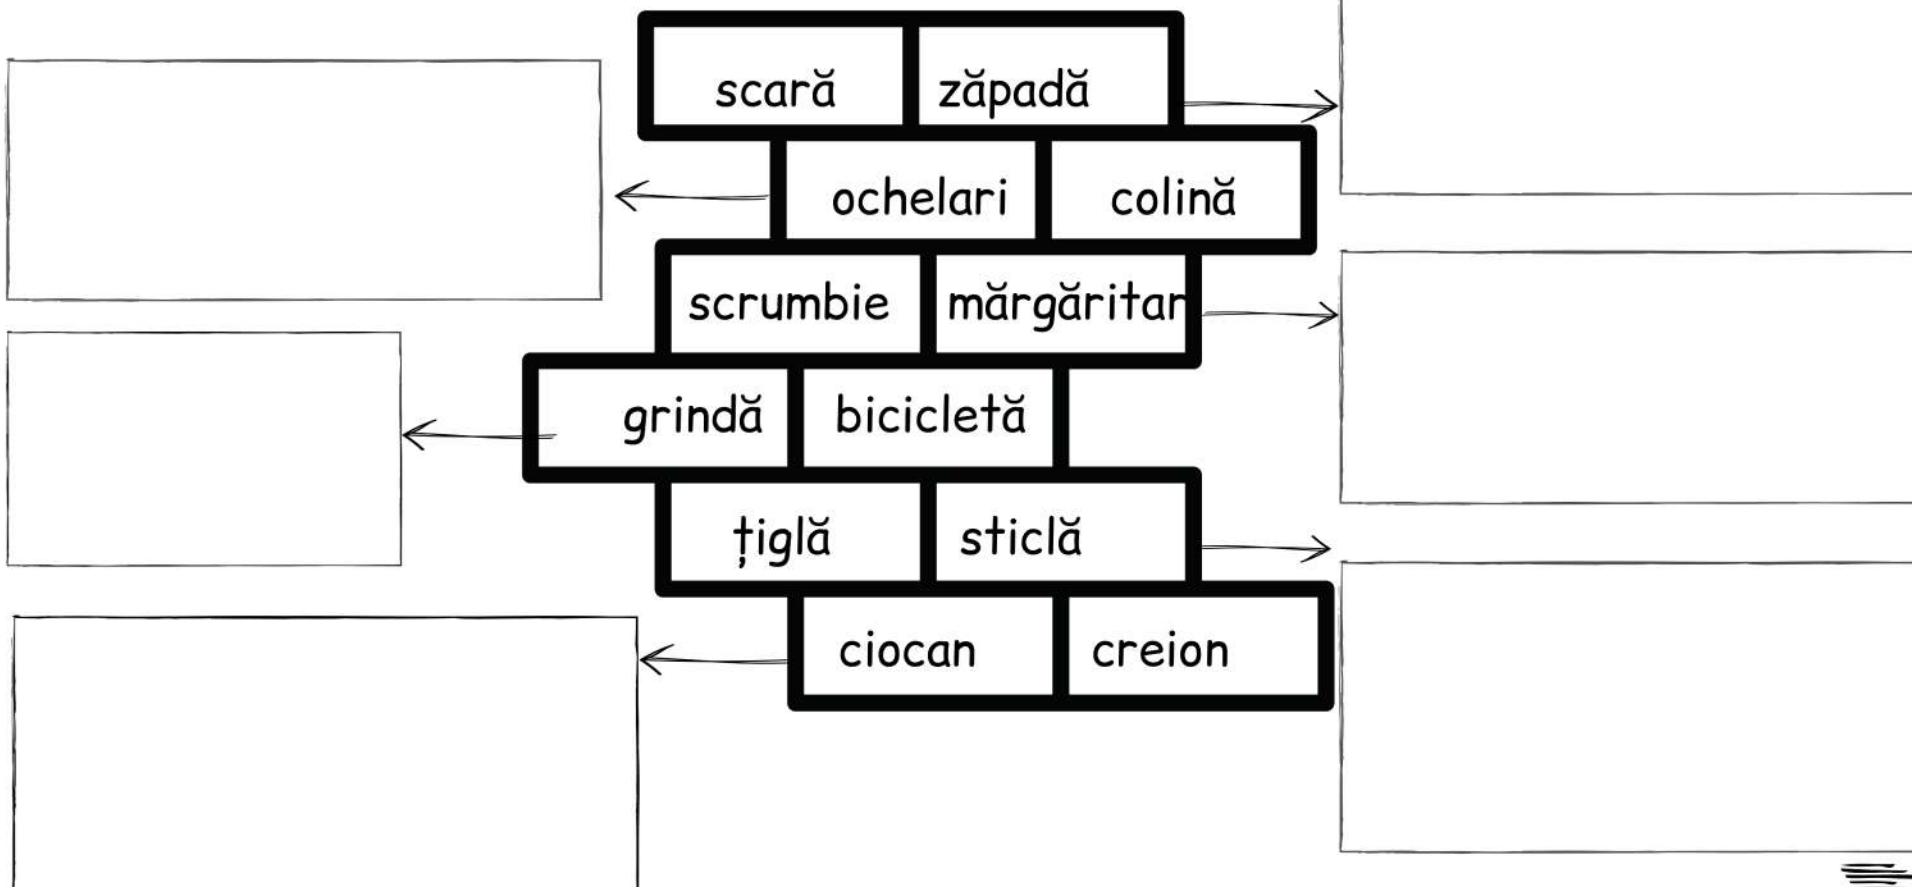 scară zăpadă
ochelari colină
scrumbie mărgăritar
grindă bicicletă
țiglă sticlă
ciocan creion